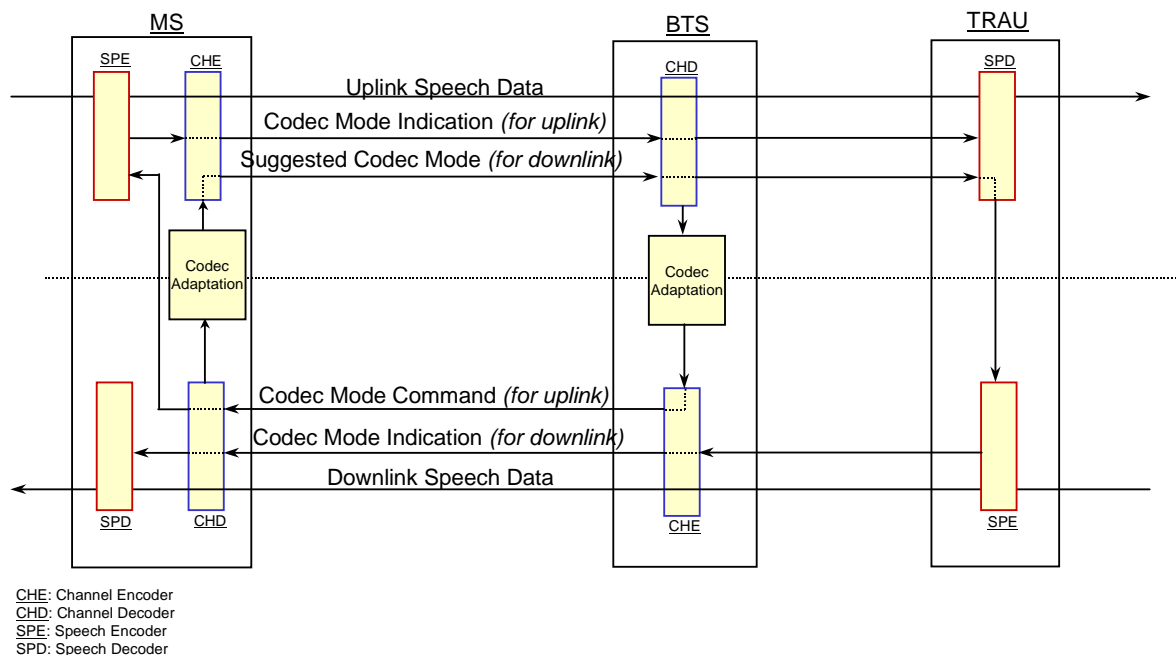 MS
BTS
TRAU
SPE
CHE
CHD
SPD
Uplink Speech Data
Codec Mode Indication (for uplink)
Suggested Codec Mode (for downlink)
Codec
Adaptation
Codec
Adaptation
Codec Mode Command (for uplink)
Codec Mode Indication (for downlink)
Downlink Speech Data
SPD
CHD
CHE
SPE
CHE: Channel Encoder
CHD: Channel Decoder
SPE: Speech Encoder
SPD: Speech Decoder